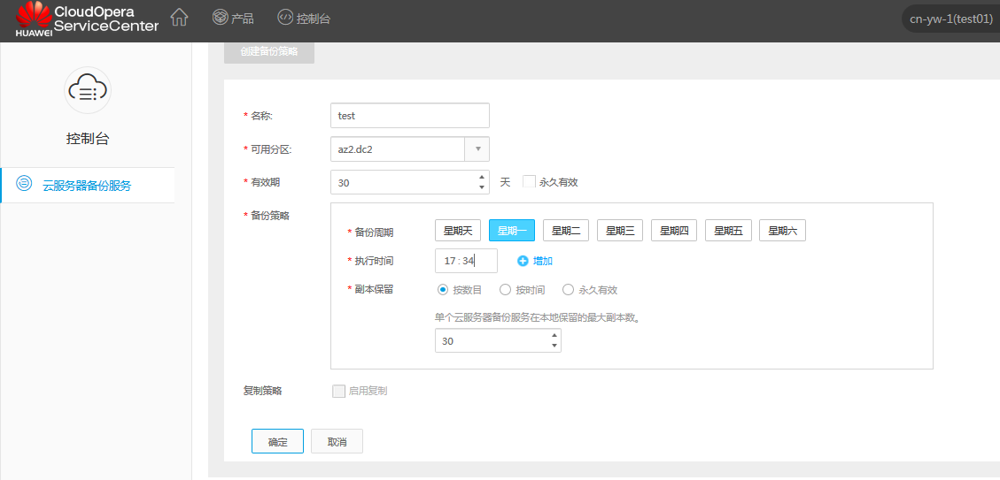 HUAWEI CloudOpera ServiceCenter 产品 控制台 cn-yw-1(test01)
创建备份策略
控制台
云服务器备份服务
* 名称: test
* 可用分区: az2.dc2
* 有效期 30 天 永久有效
* 备份策略
* 备份周期 星期天 星期一 星期二 星期三 星期四 星期五 星期六
* 执行时间 17 : 34 增加
* 副本保留 按数目 按时间 永久有效
单个云服务器备份服务在本地保留的最大副本数。
30
复制策略 启用复制
确定 取消